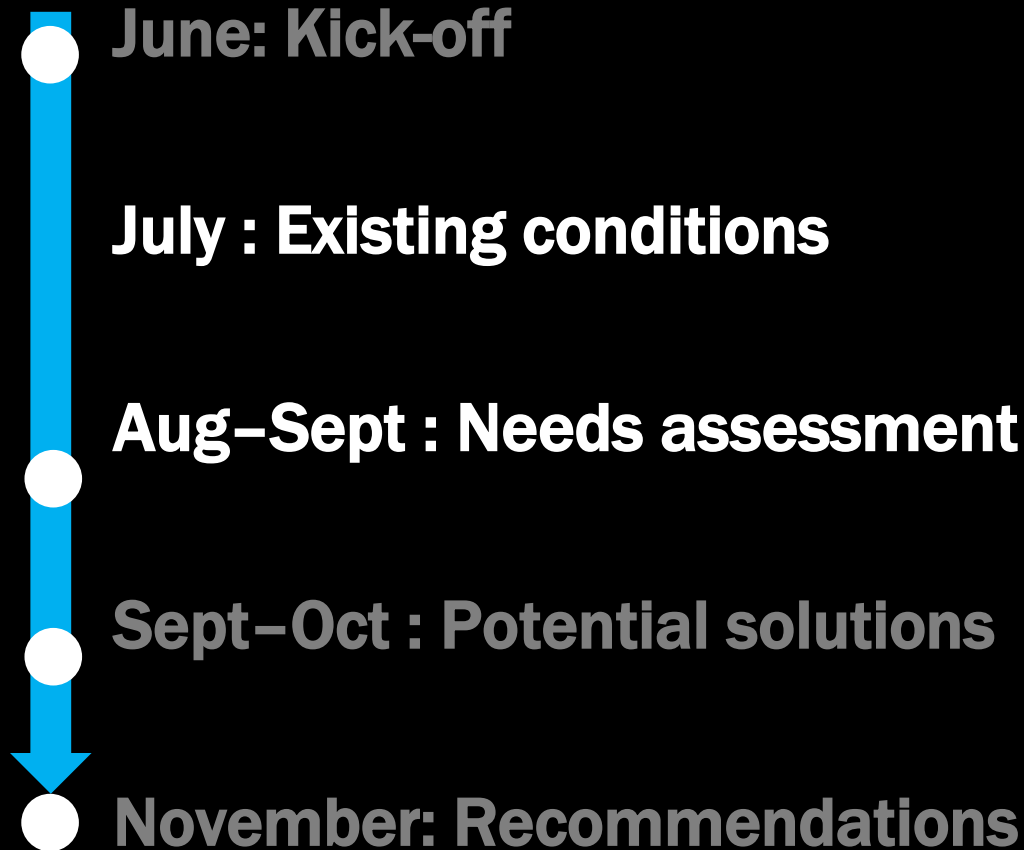 June: Kick-off
July : Existing conditions
Aug–Sept : Needs assessment
Sept–Oct : Potential solutions
November: Recommendations